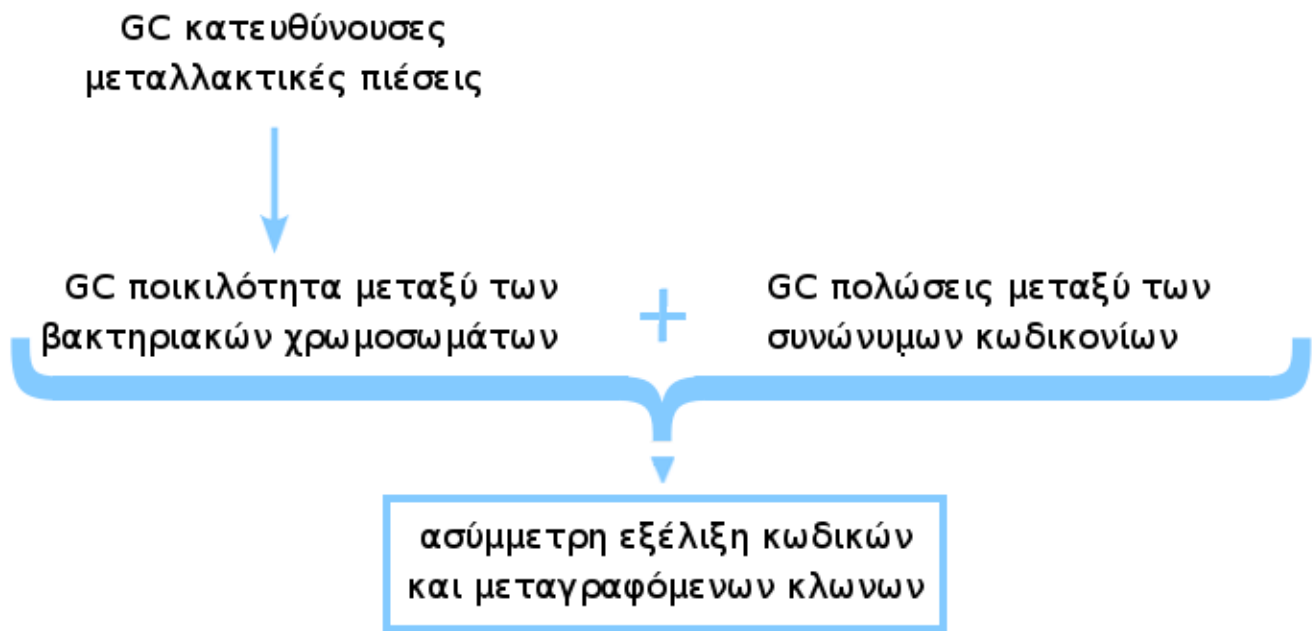 GC κατευθύνουσες
μεταλλακτικές πιέσεις
GC ποικιλότητα μεταξύ των
βακτηριακών χρωμοσωμάτων
+
GC πολώσεις μεταξύ των
συνώνυμων κωδικονίων
ασύμμετρη εξέλιξη κωδικών
και μεταγραφόμενων κλωνων